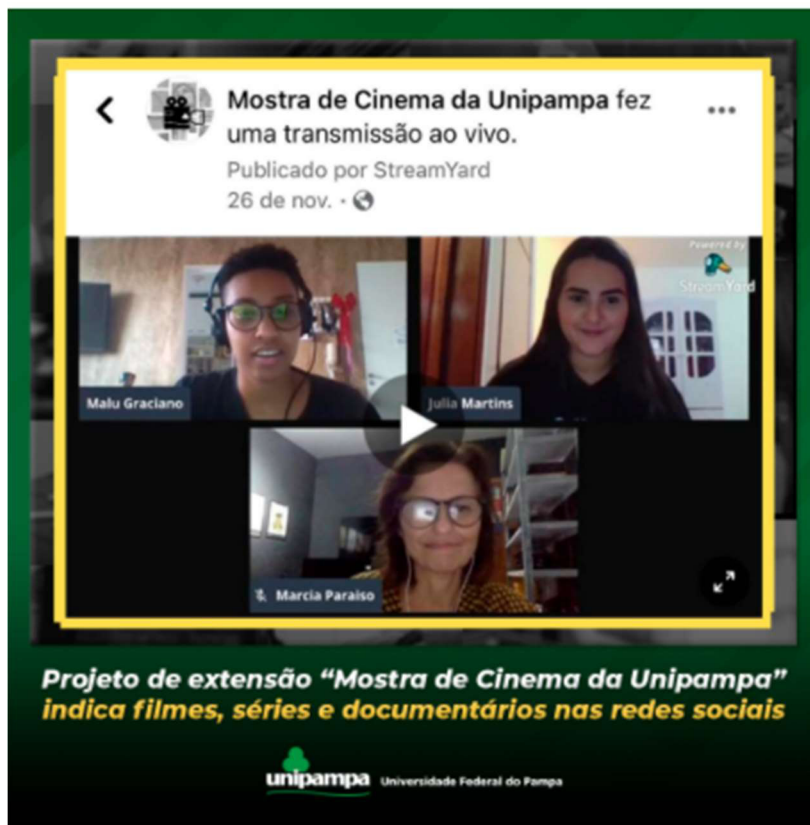 Mostra de Cinema da Unipampa fez
uma transmissão ao vivo.
Publicado por StreamYard
26 de nov. ·
Powered by
StreamYard
Malu Graciano
Julia Martins
Marcia Paraiso
Projeto de extensão “Mostra de Cinema da Unipampa”
indica filmes, séries e documentários nas redes sociais
unipampa Universidade Federal do Pampa